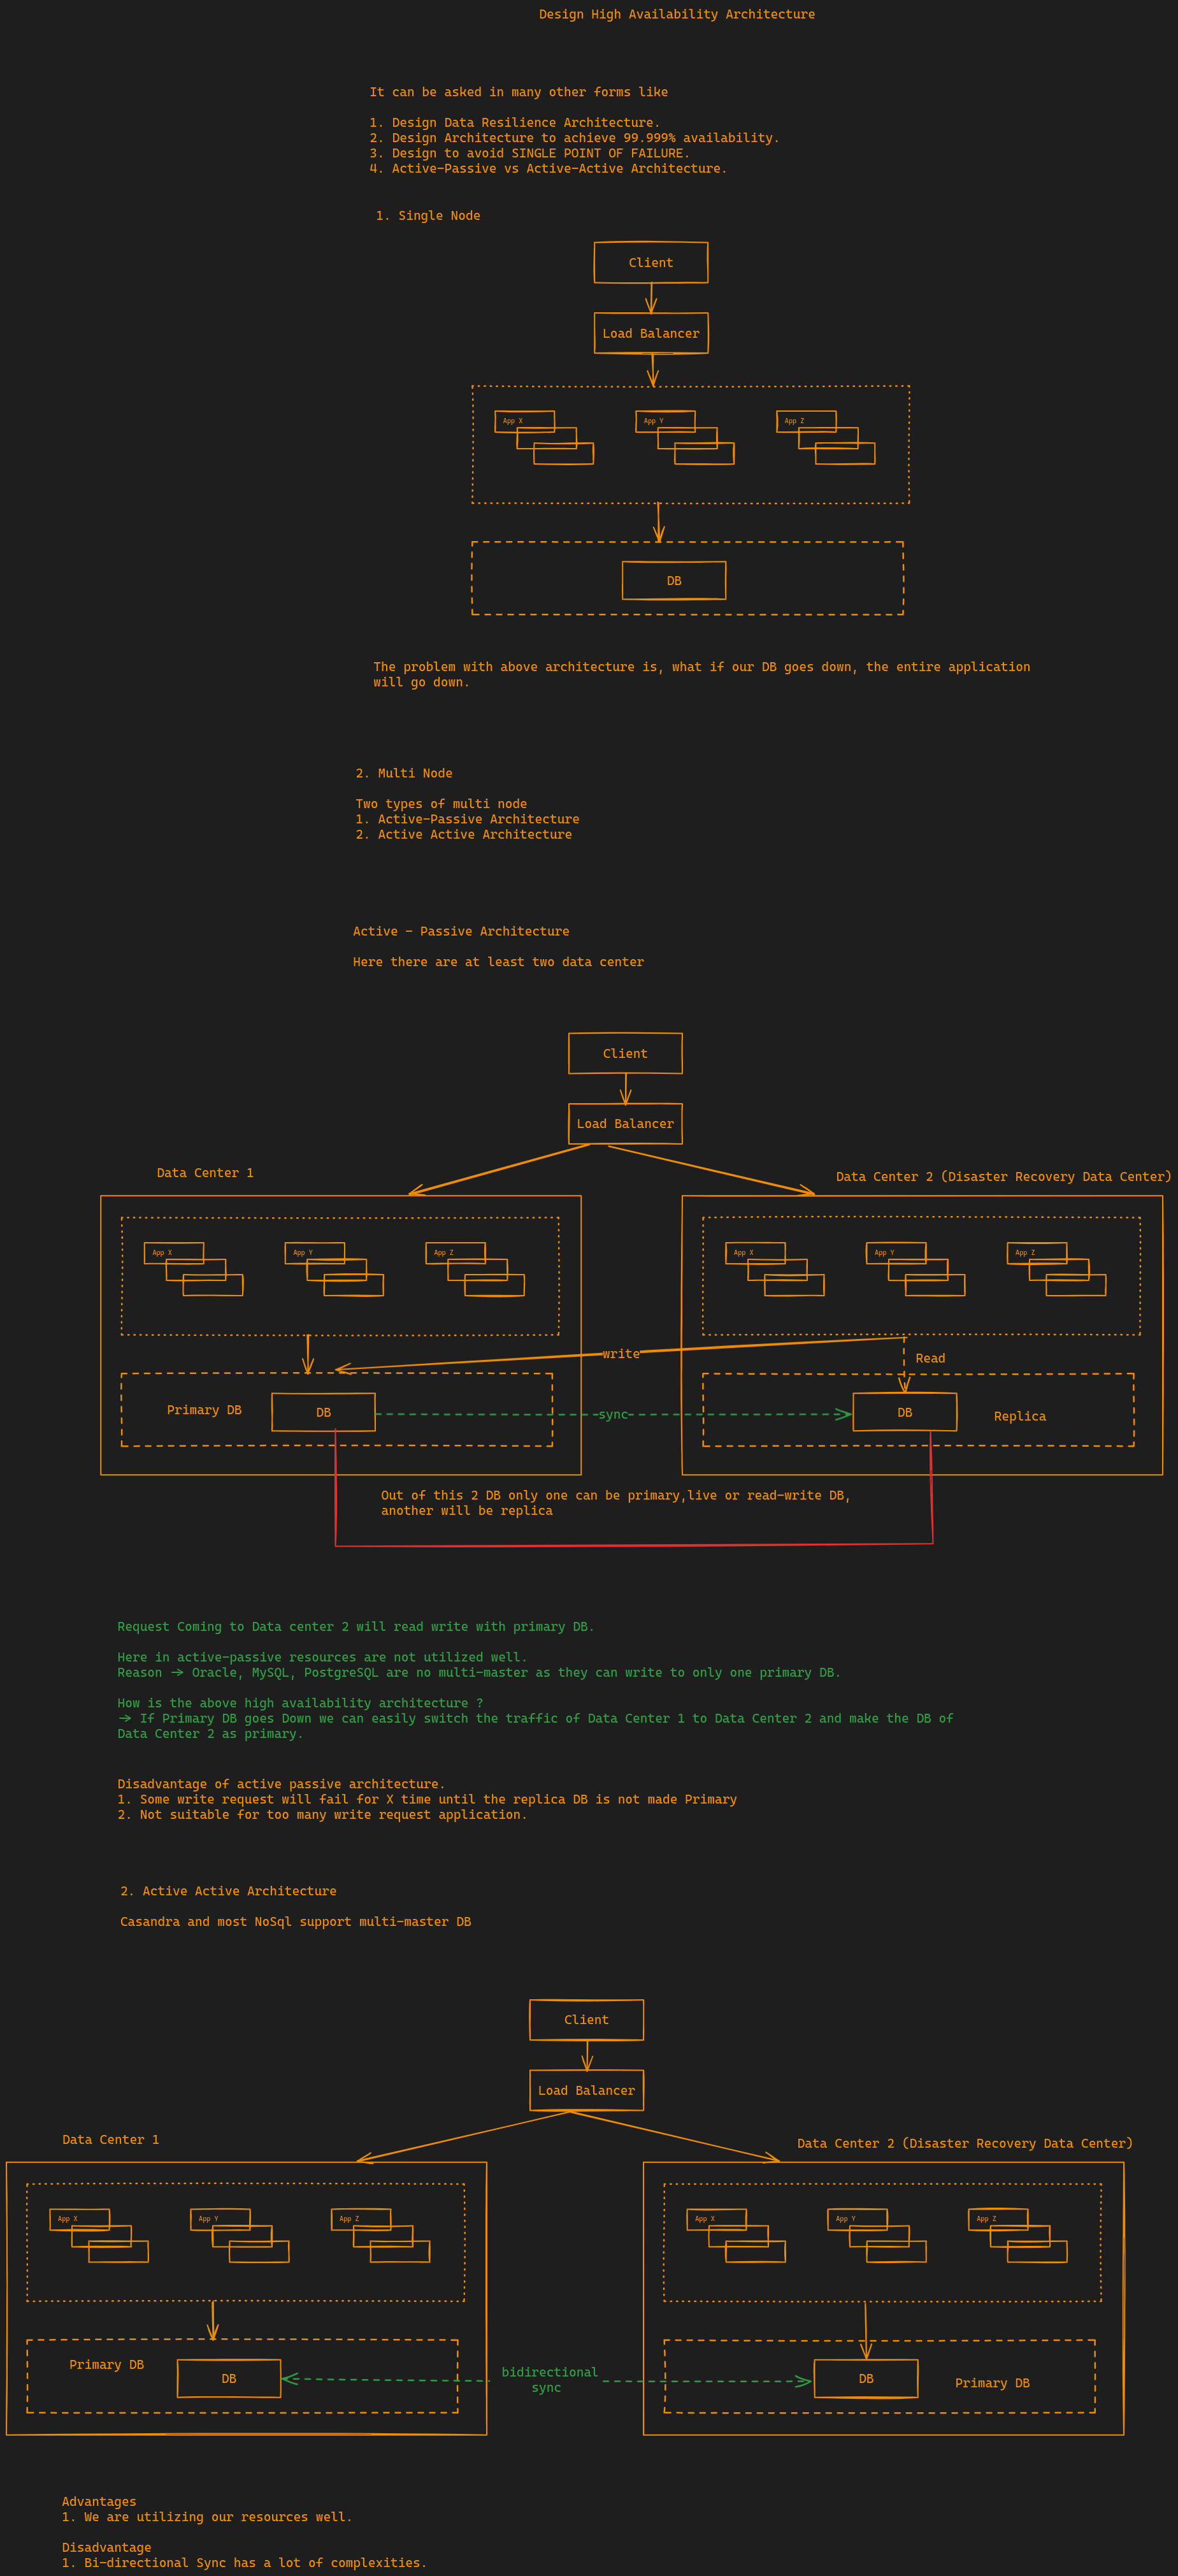 Design High Availability Architecture
It can be asked in many other forms like
1. Design Data Resilience Architecture.
2. Design Architecture to achieve 99.999% availability.
3. Design to avoid SINGLE POINT OF FAILURE.
4. Active-Passive vs Active-Active Architecture.
1. Single Node
Client
Load Balancer
App X
App Y
App Z
DB
The problem with above architecture is, what if our DB goes down, the entire application
will go down.
2. Multi Node
Two types of multi node
1. Active-Passive Architecture
2. Active Active Architecture
Active - Passive Architecture
Here there are at least two data center
Client
Load Balancer
Data Center 1
Data Center 2 (Disaster Recovery Data Center)
App X
App Y
App Z
App X
App Y
App Z
write
Read
Primary DB
DB
sync
DB
Replica
Out of this 2 DB only one can be primary,live or read-write DB,
another will be replica
Request Coming to Data center 2 will read write with primary DB.
Here in active-passive resources are not utilized well.
Reason -> Oracle, MySQL, PostgreSQL are no multi-master as they can write to only one primary DB.
How is the above high availability architecture ?
-> If Primary DB goes Down we can easily switch the traffic of Data Center 1 to Data Center 2 and make the DB of
Data Center 2 as primary.
Disadvantage of active passive architecture.
1. Some write request will fail for X time until the replica DB is not made Primary
2. Not suitable for too many write request application.
2. Active Active Architecture
Casandra and most NoSql support multi-master DB
Client
Load Balancer
Data Center 1
Data Center 2 (Disaster Recovery Data Center)
App X
App Y
App Z
App X
App Y
App Z
Primary DB
DB
bidirectional
sync
DB
Primary DB
Advantages
1. We are utilizing our resources well.
Disadvantage
1. Bi-directional Sync has a lot of complexities.